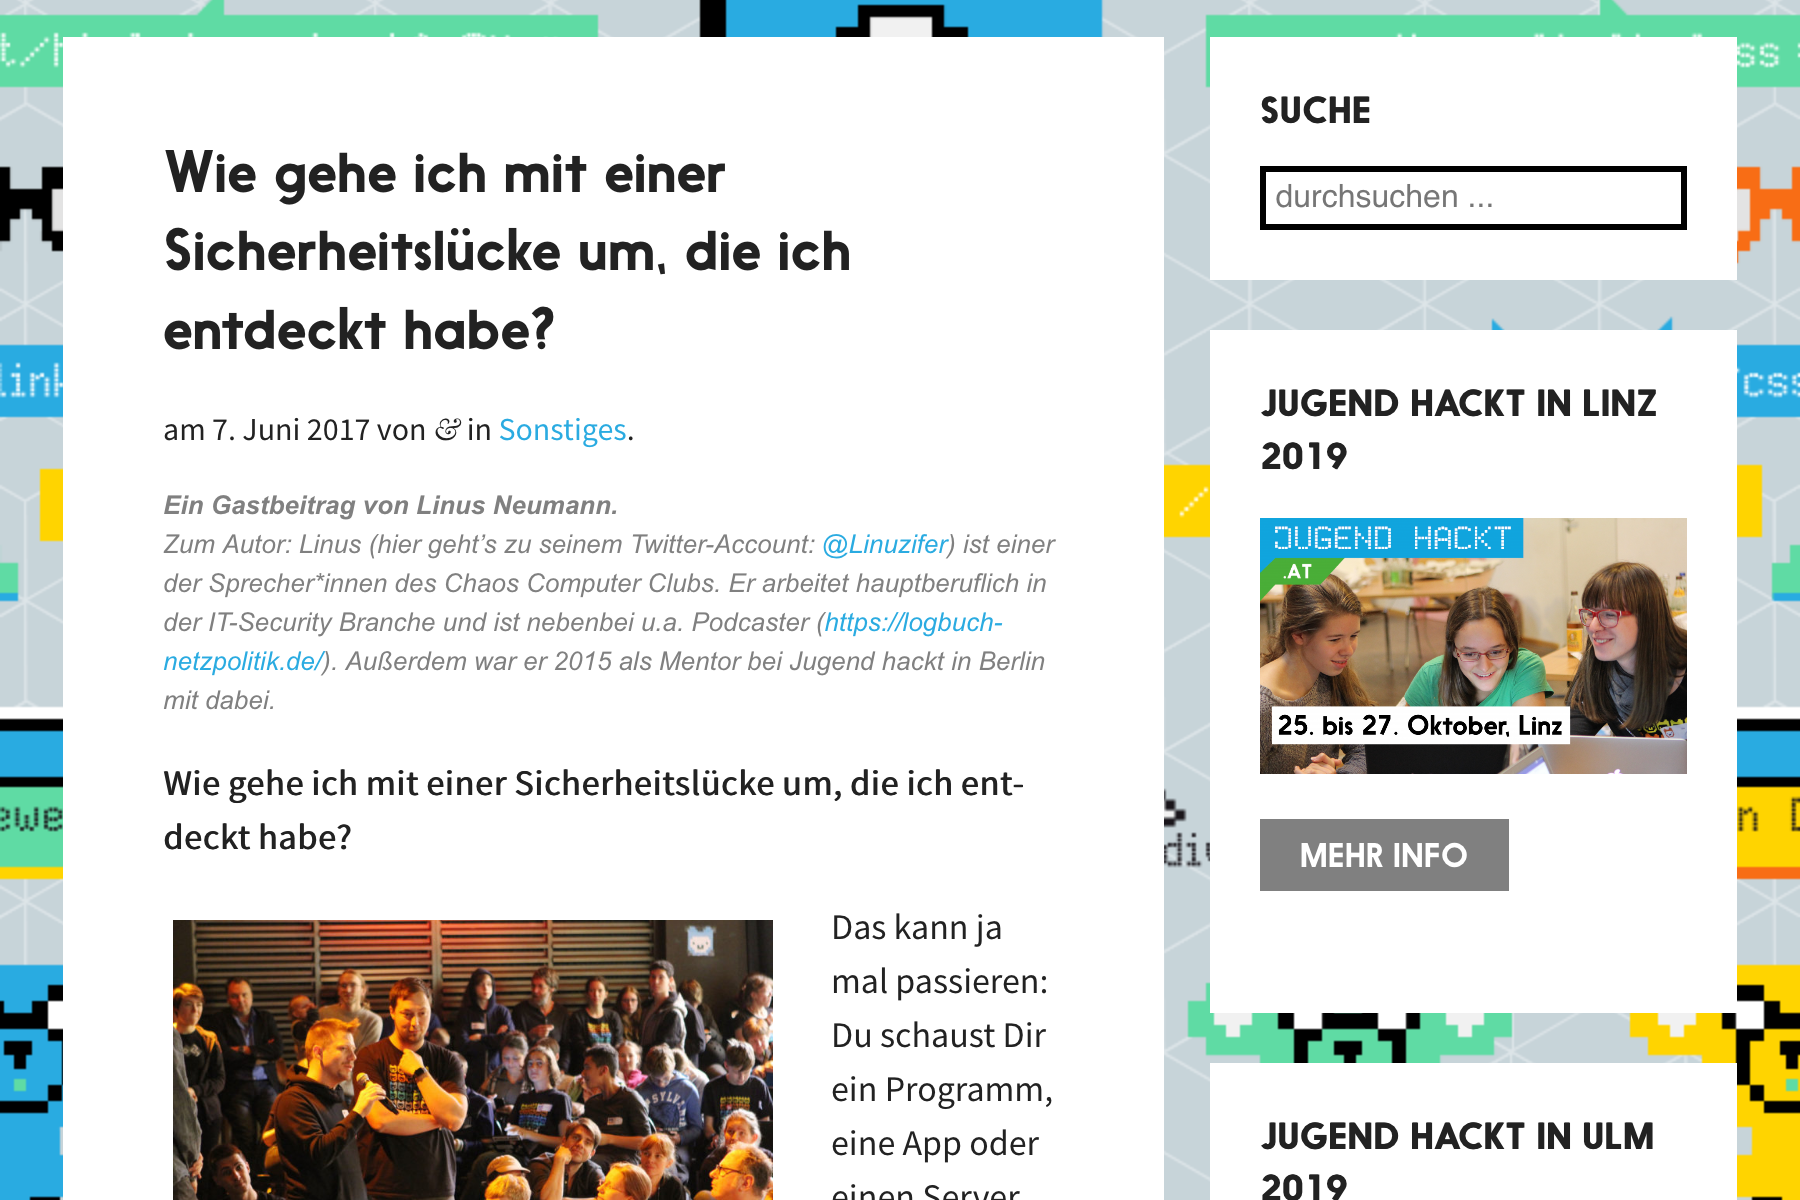 Wie gehe ich mit einer
Sicherheitslücke um, die ich
entdeckt habe?
am 7. Juni 2017 von & in Sonstiges.
Ein Gastbeitrag von Linus Neumann.
Zum Autor: Linus (hier geht’s zu seinem Twitter-Account: @Linuzifer) ist einer
der Sprecher*innen des Chaos Computer Clubs. Er arbeitet hauptberuflich in
der IT-Security Branche und ist nebenbei u.a. Podcaster (https://logbuch-
netzpolitik.de/). Außerdem war er 2015 als Mentor bei Jugend hackt in Berlin
mit dabei.
Wie gehe ich mit einer Sicherheitslücke um, die ich ent-
deckt habe?
Das kann ja
mal passieren:
Du schaust Dir
ein Programm,
eine App oder
einen Server
SUCHE
durchsuchen ...
JUGEND HACKT IN LINZ
2019
JUGEND HACKT
.AT
25. bis 27. Oktober, Linz
MEHR INFO
JUGEND HACKT IN ULM
2019